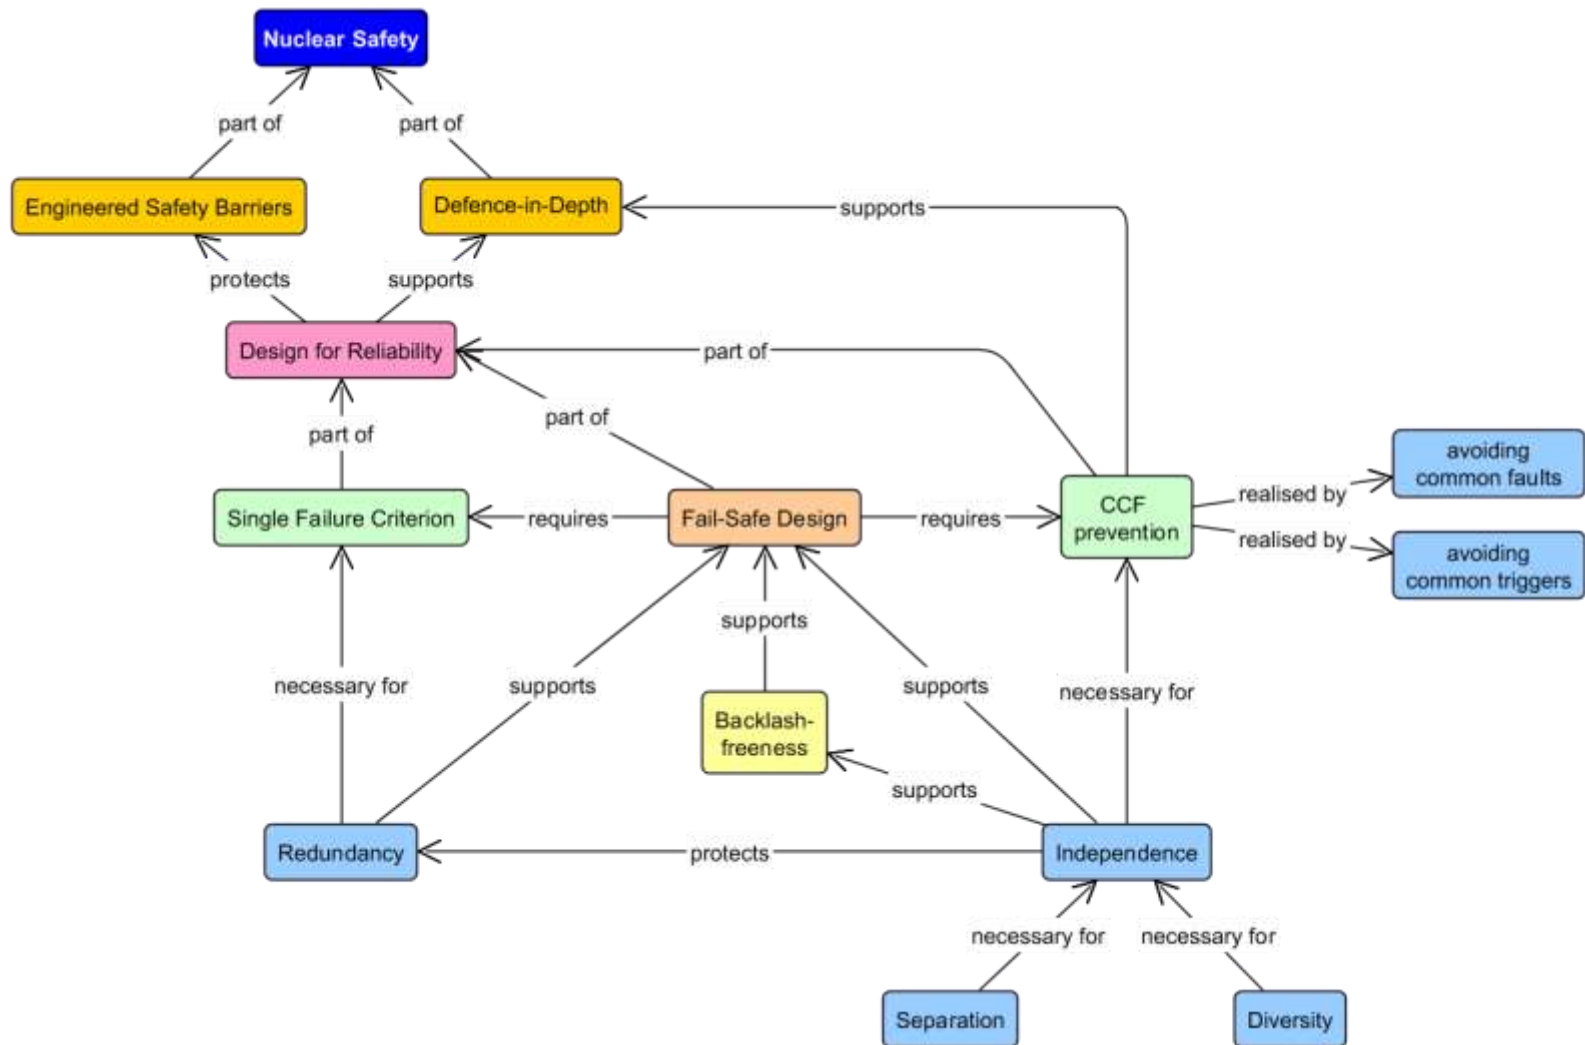 Nuclear Safety
part of
part of
Engineered Safety Barriers
Defence-in-Depth
supports
protects
supports
Design for Reliability
part of
part of
part of
avoiding
common faults
realised by
Single Failure Criterion
requires
Fail-Safe Design
requires
CCF
prevention
realised by
avoiding
common triggers
supports
necessary for
supports
supports
necessary for
Backlash-
freeness
supports
Redundancy
protects
Independence
necessary for
necessary for
Separation
Diversity